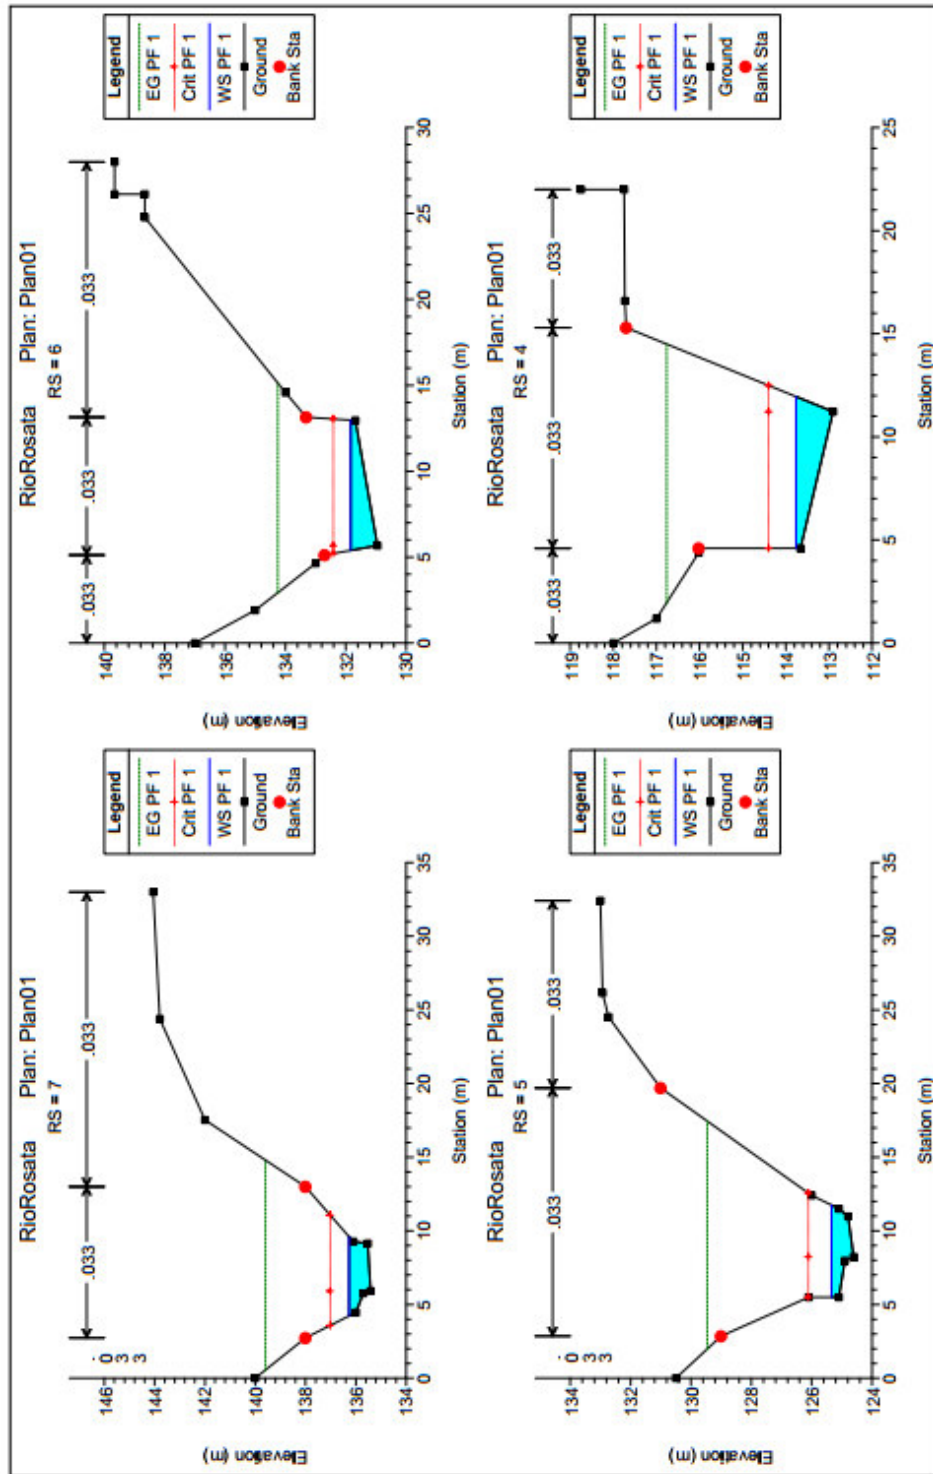 RioRosata Plan: Plan01
RS = 7
.033
.033
.033
Elevation (m)
146
144
142
140
138
136
134
0
5
10
15
20
25
30
35
Station (m)
Legend
EG PF 1
Crit PF 1
WS PF 1
Ground
Bank Sta
RioRosata Plan: Plan01
RS = 6
.033
.033
.033
Elevation (m)
140
138
136
134
132
130
0
5
10
15
20
25
30
Station (m)
Legend
EG PF 1
Crit PF 1
WS PF 1
Ground
Bank Sta
RioRosata Plan: Plan01
RS = 5
.033
.033
.033
Elevation (m)
134
132
130
128
126
124
0
5
10
15
20
25
30
35
Station (m)
Legend
EG PF 1
Crit PF 1
WS PF 1
Ground
Bank Sta
RioRosata Plan: Plan01
RS = 4
.033
.033
.033
Elevation (m)
119
118
117
116
115
114
113
112
0
5
10
15
20
25
Station (m)
Legend
EG PF 1
Crit PF 1
WS PF 1
Ground
Bank Sta